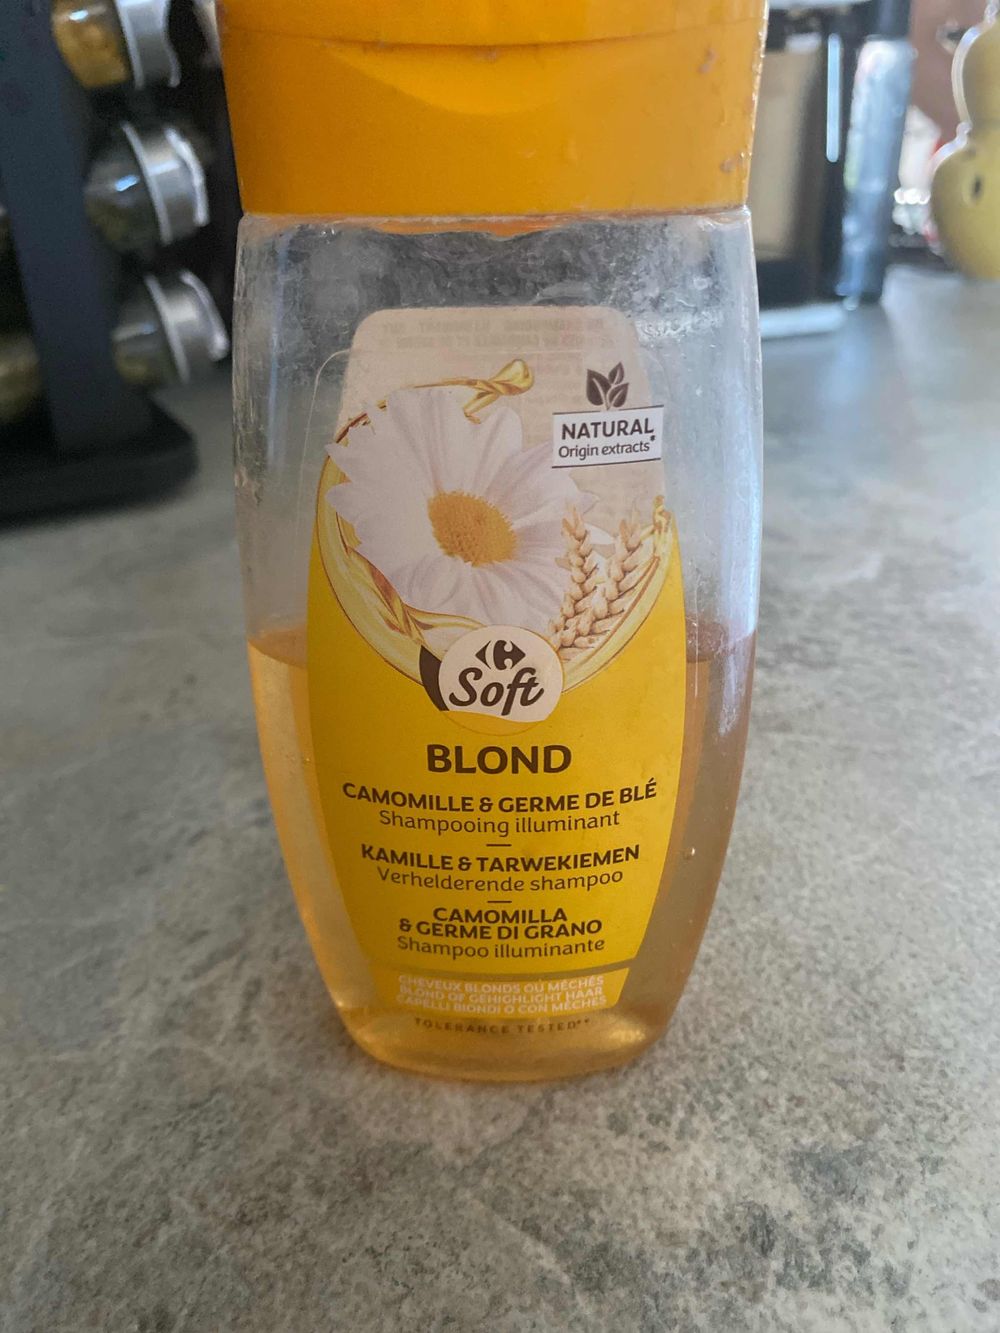 NATURAL
Origin extracts*
Soft
BLOND
CAMOMILLE & GERME DE BLÉ
Shampooing illuminant
KAMILLE & TARWEKIEMEN
Verhelderende shampoo
CAMOMILLA
& GERME DI GRANO
Shampoo illuminante
CHEVEUX BLONDS OU MÉCHÉS
BLOND OF GEHIGHLIGHT HAAR
CAPELLI BIONDI O CON MÈCHES
TOLERANCE TESTED**